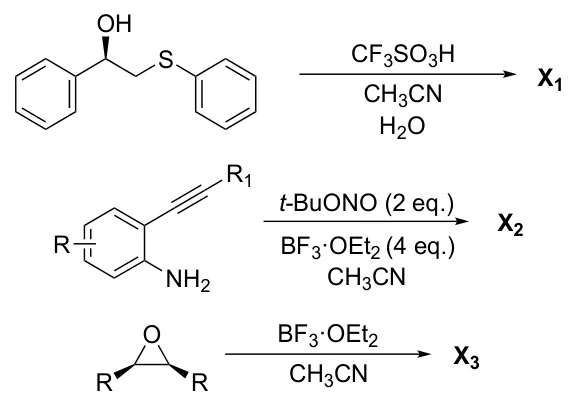 OH
S
CF₃SO₃H
CH₃CN
H₂O
X₁
R₁
R
NH₂
t-BuONO (2 eq.)
BF₃·OEt₂ (4 eq.)
CH₃CN
X₂
O
R R
BF₃·OEt₂
CH₃CN
X₃